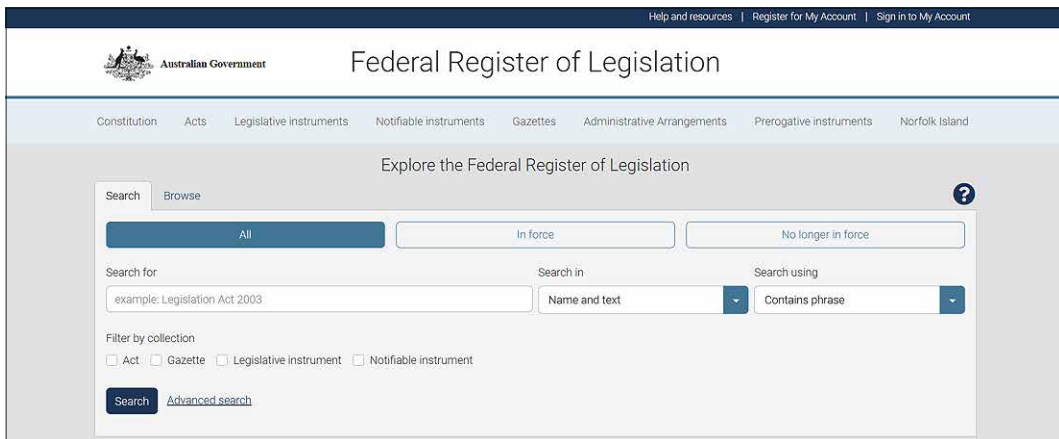 Help and resources | Register for My Account | Sign in to My Account
Australian Government
Federal Register of Legislation
Constitution Acts Legislative instruments Notifiable instruments Gazettes Administrative Arrangements Prerogative instruments Norfolk Island
Explore the Federal Register of Legislation
Search Browse ?
All In force No longer in force
Search for Search in Search using
example: Legislation Act 2003 Name and text Contains phrase
Filter by collection
Act Gazette Legislative instrument Notifiable instrument
Search Advanced search